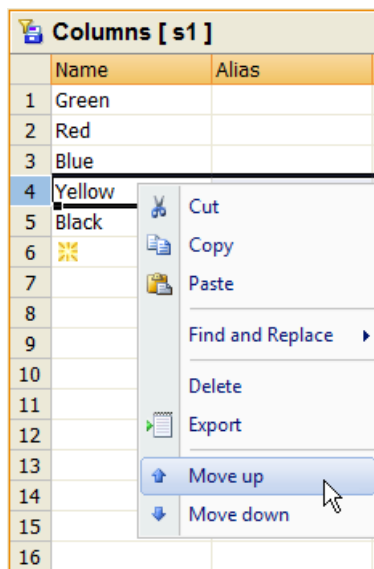 Columns [ s1 ]
Name Alias
1 Green
2 Red
3 Blue
4 Yellow
5 Black
6
7
8
9
10
11
12
13
14
15
16
Cut
Copy
Paste
Find and Replace
Delete
Export
Move up
Move down